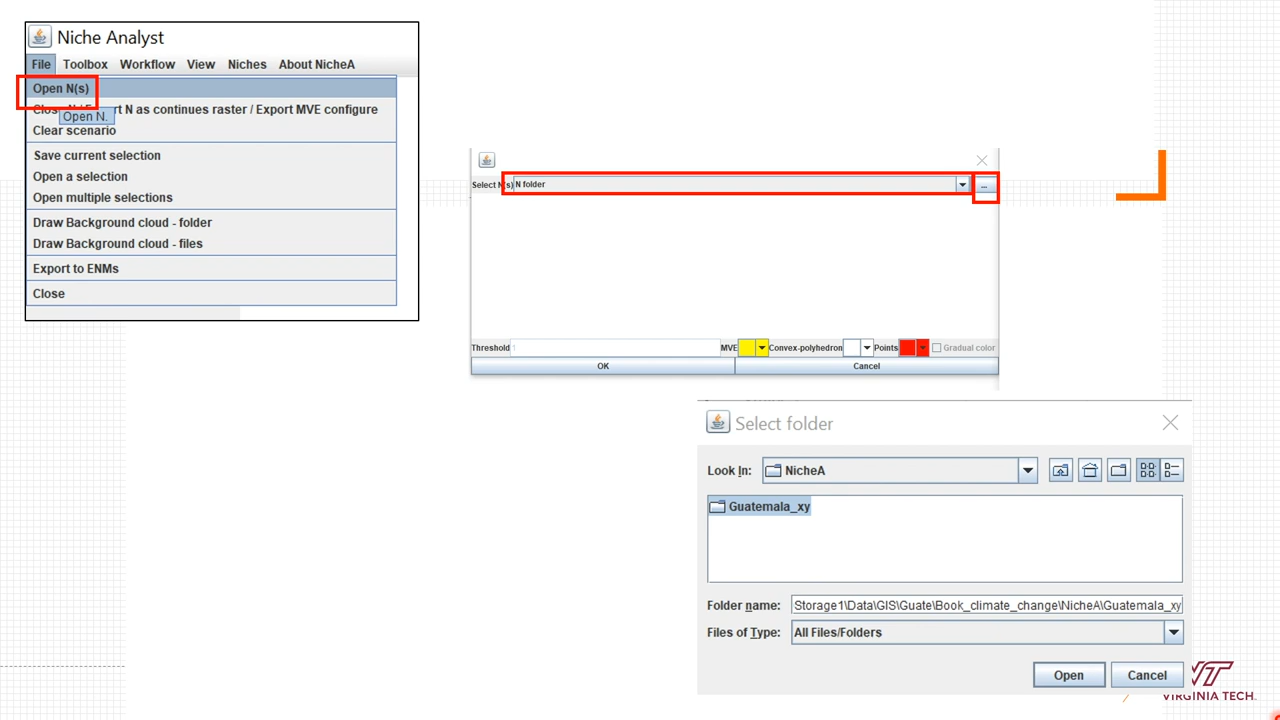 Niche Analyst
File Toolbox Workflow View Niches About NicheA
Open N(s)
rt N as continues raster / Export MVE configure
Open N.
Clear scenario
Save current selection
Open a selection
Open multiple selections
Draw Background cloud - folder
Draw Background cloud - files
Export to ENMs
Close
Select N(s) N folder ...
Threshold 1 MVE Convex-polyhedron Points Gradual color
OK Cancel
Select folder
Look In: NicheA
Guatemala_xy
Folder name: Storage1\Data\GIS\Guate\Book_climate_change\NicheA\Guatemala_xy
Files of Type: All Files/Folders
Open Cancel
VT
VIRGINIA TECH.